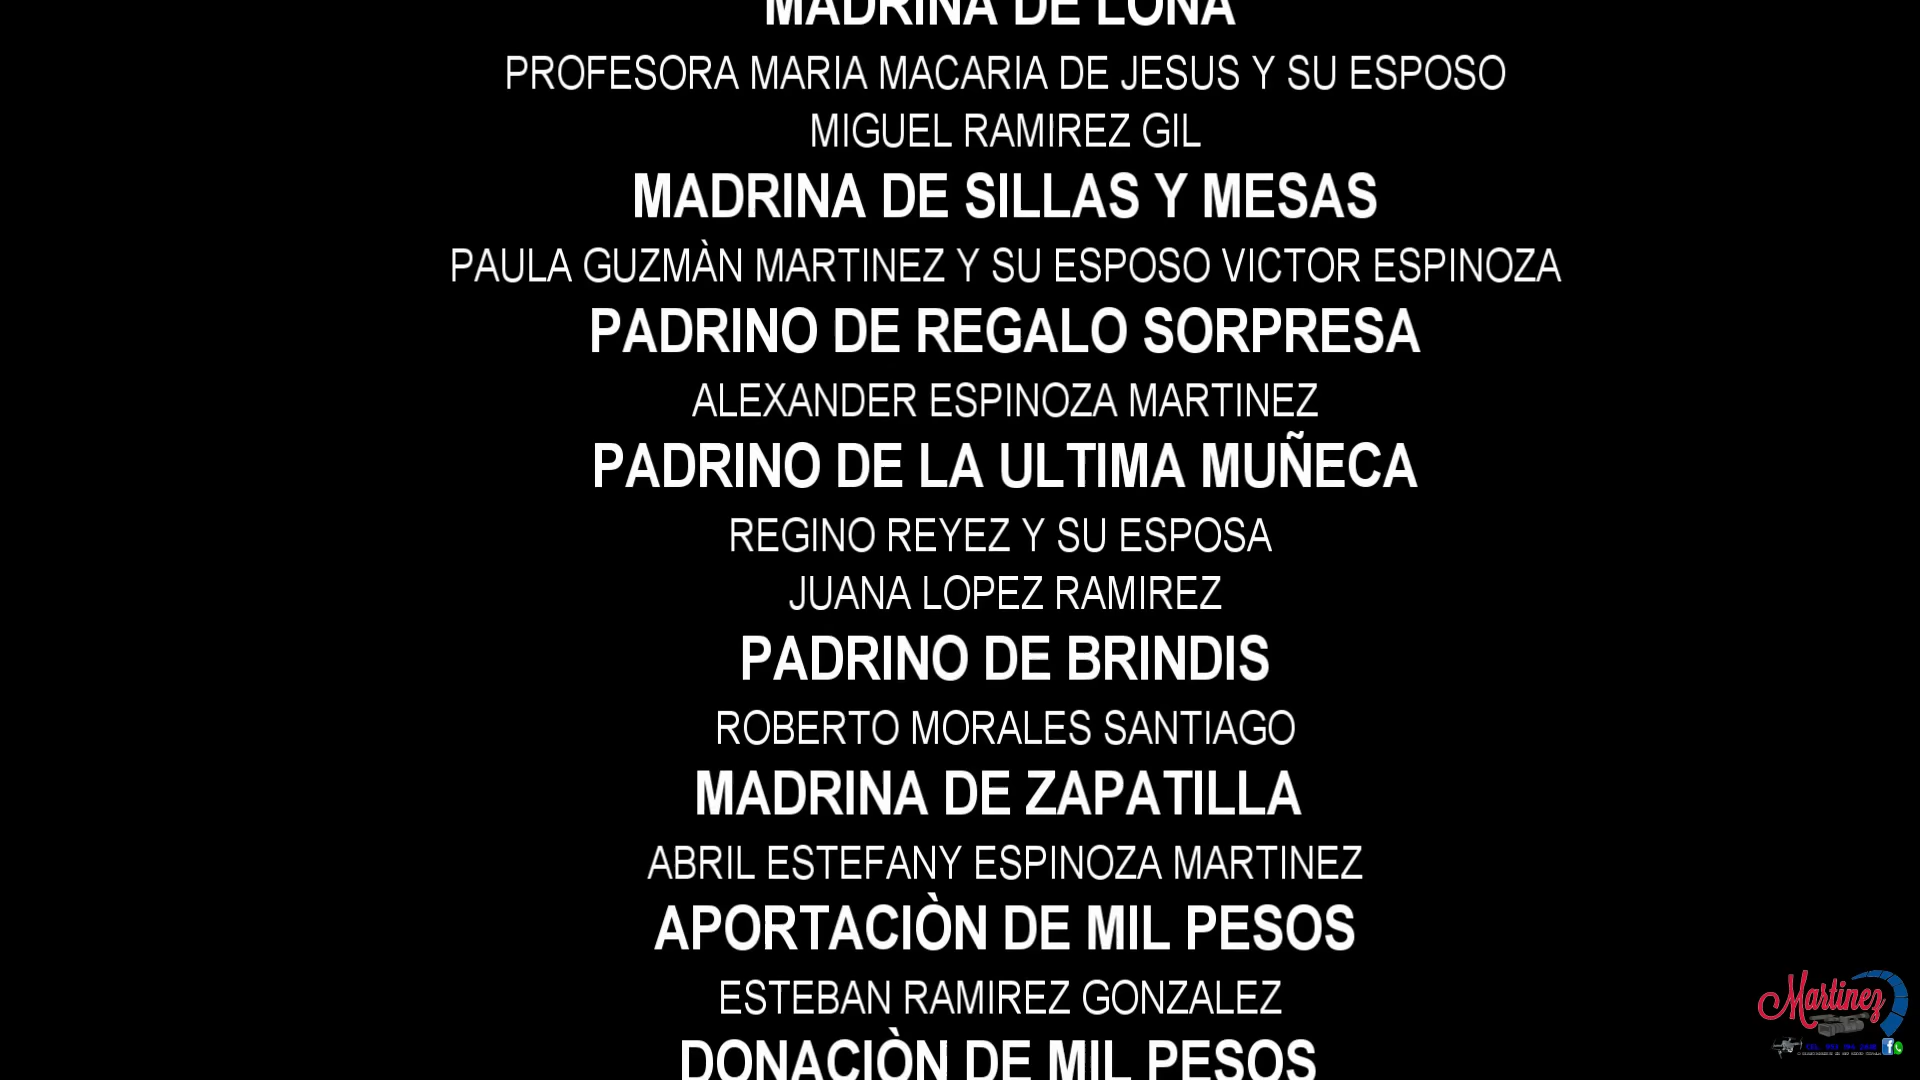 MADRINA DE LONA
PROFESORA MARIA MACARIA DE JESUS Y SU ESPOSO
MIGUEL RAMIREZ GIL
MADRINA DE SILLAS Y MESAS
PAULA GUZMÀN MARTINEZ Y SU ESPOSO VICTOR ESPINOZA
PADRINO DE REGALO SORPRESA
ALEXANDER ESPINOZA MARTINEZ
PADRINO DE LA ULTIMA MUÑECA
REGINO REYEZ Y SU ESPOSA
JUANA LOPEZ RAMIREZ
PADRINO DE BRINDIS
ROBERTO MORALES SANTIAGO
MADRINA DE ZAPATILLA
ABRIL ESTEFANY ESPINOZA MARTINEZ
APORTACIÒN DE MIL PESOS
ESTEBAN RAMIREZ GONZALEZ
DONACIÒN DE MIL PESOS
Martinez